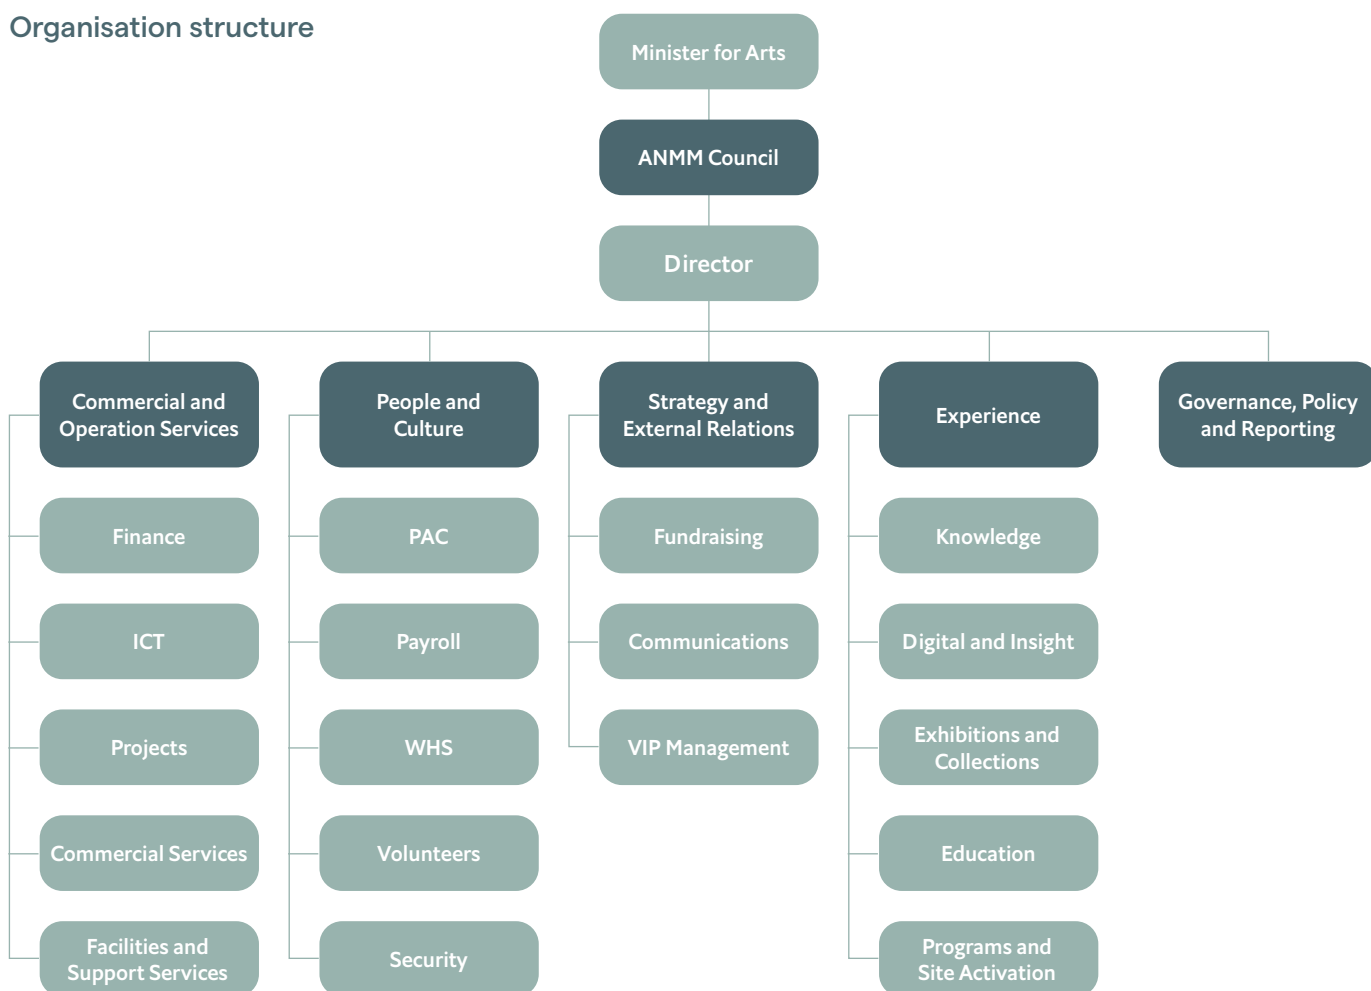 Organisation structure
Minister for Arts
ANMM Council
Director
Commercial and
Operation Services
Finance
ICT
Projects
Commercial Services
Facilities and
Support Services
People and
Culture
PAC
Payroll
WHS
Volunteers
Security
Strategy and
External Relations
Fundraising
Communications
VIP Management
Experience
Knowledge
Digital and Insight
Exhibitions and
Collections
Education
Programs and
Site Activation
Governance, Policy
and Reporting